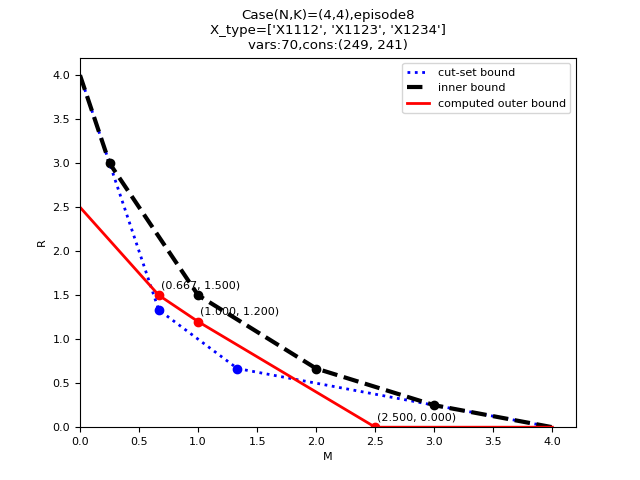 Case(N,K)=(4,4),episode8
X_type=['X1112', 'X1123', 'X1234']
vars:70,cons:(249, 241)
cut-set bound
inner bound
computed outer bound
4.0
3.5
3.0
2.5
2.0
1.5
1.0
0.5
0.0
R
(0.667, 1.500)
(1.000, 1.200)
(2.500, 0.000)
0.0 0.5 1.0 1.5 2.0 2.5 3.0 3.5 4.0
M